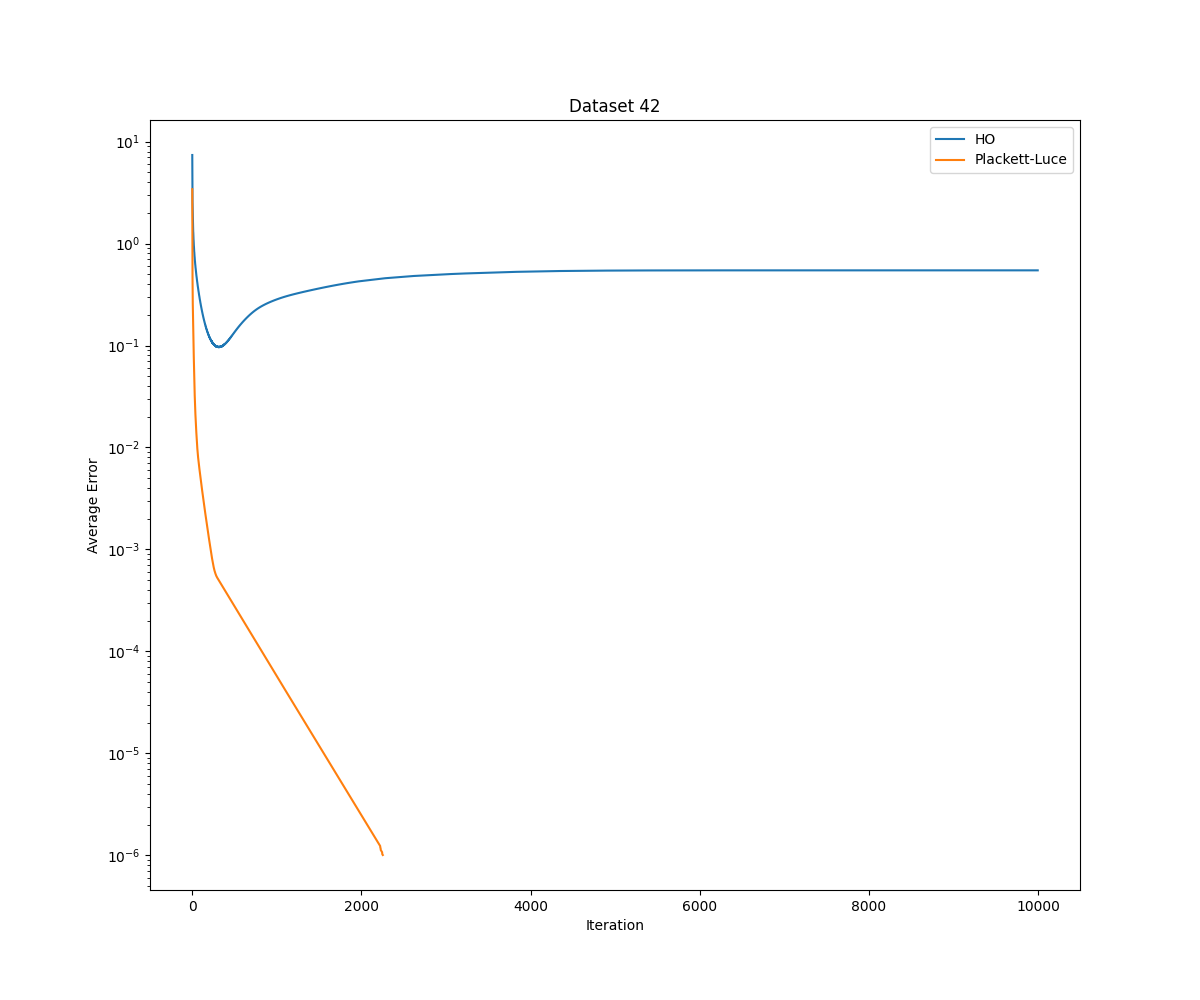 Dataset 42
HO
Plackett-Luce
Average Error
10¹
10⁰
10⁻¹
10⁻²
10⁻³
10⁻⁴
10⁻⁵
10⁻⁶
0 2000 4000 6000 8000 10000
Iteration